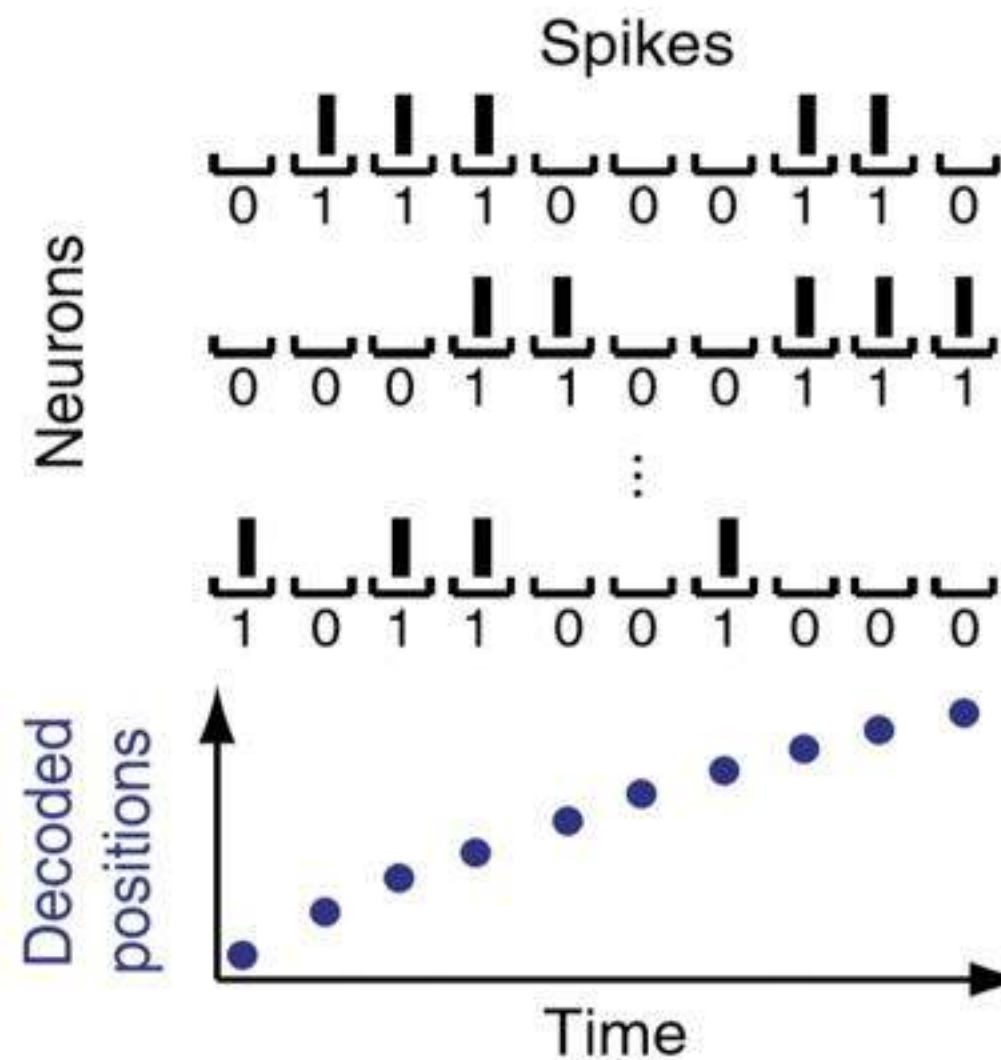 Spikes
0 1 1 1 0 0 0 1 1 0
Neurons
0 0 0 1 1 0 0 1 1 1
⋮
1 0 1 1 0 0 1 0 0 0
Decoded
positions
Time